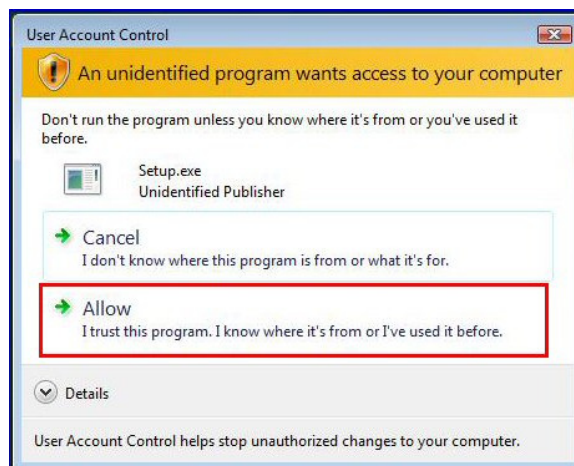 User Account Control
An unidentified program wants access to your computer
Don't run the program unless you know where it's from or you've used it
before.
Setup.exe
Unidentified Publisher
Cancel
I don't know where this program is from or what it's for.
Allow
I trust this program. I know where it's from or I've used it before.
Details
User Account Control helps stop unauthorized changes to your computer.